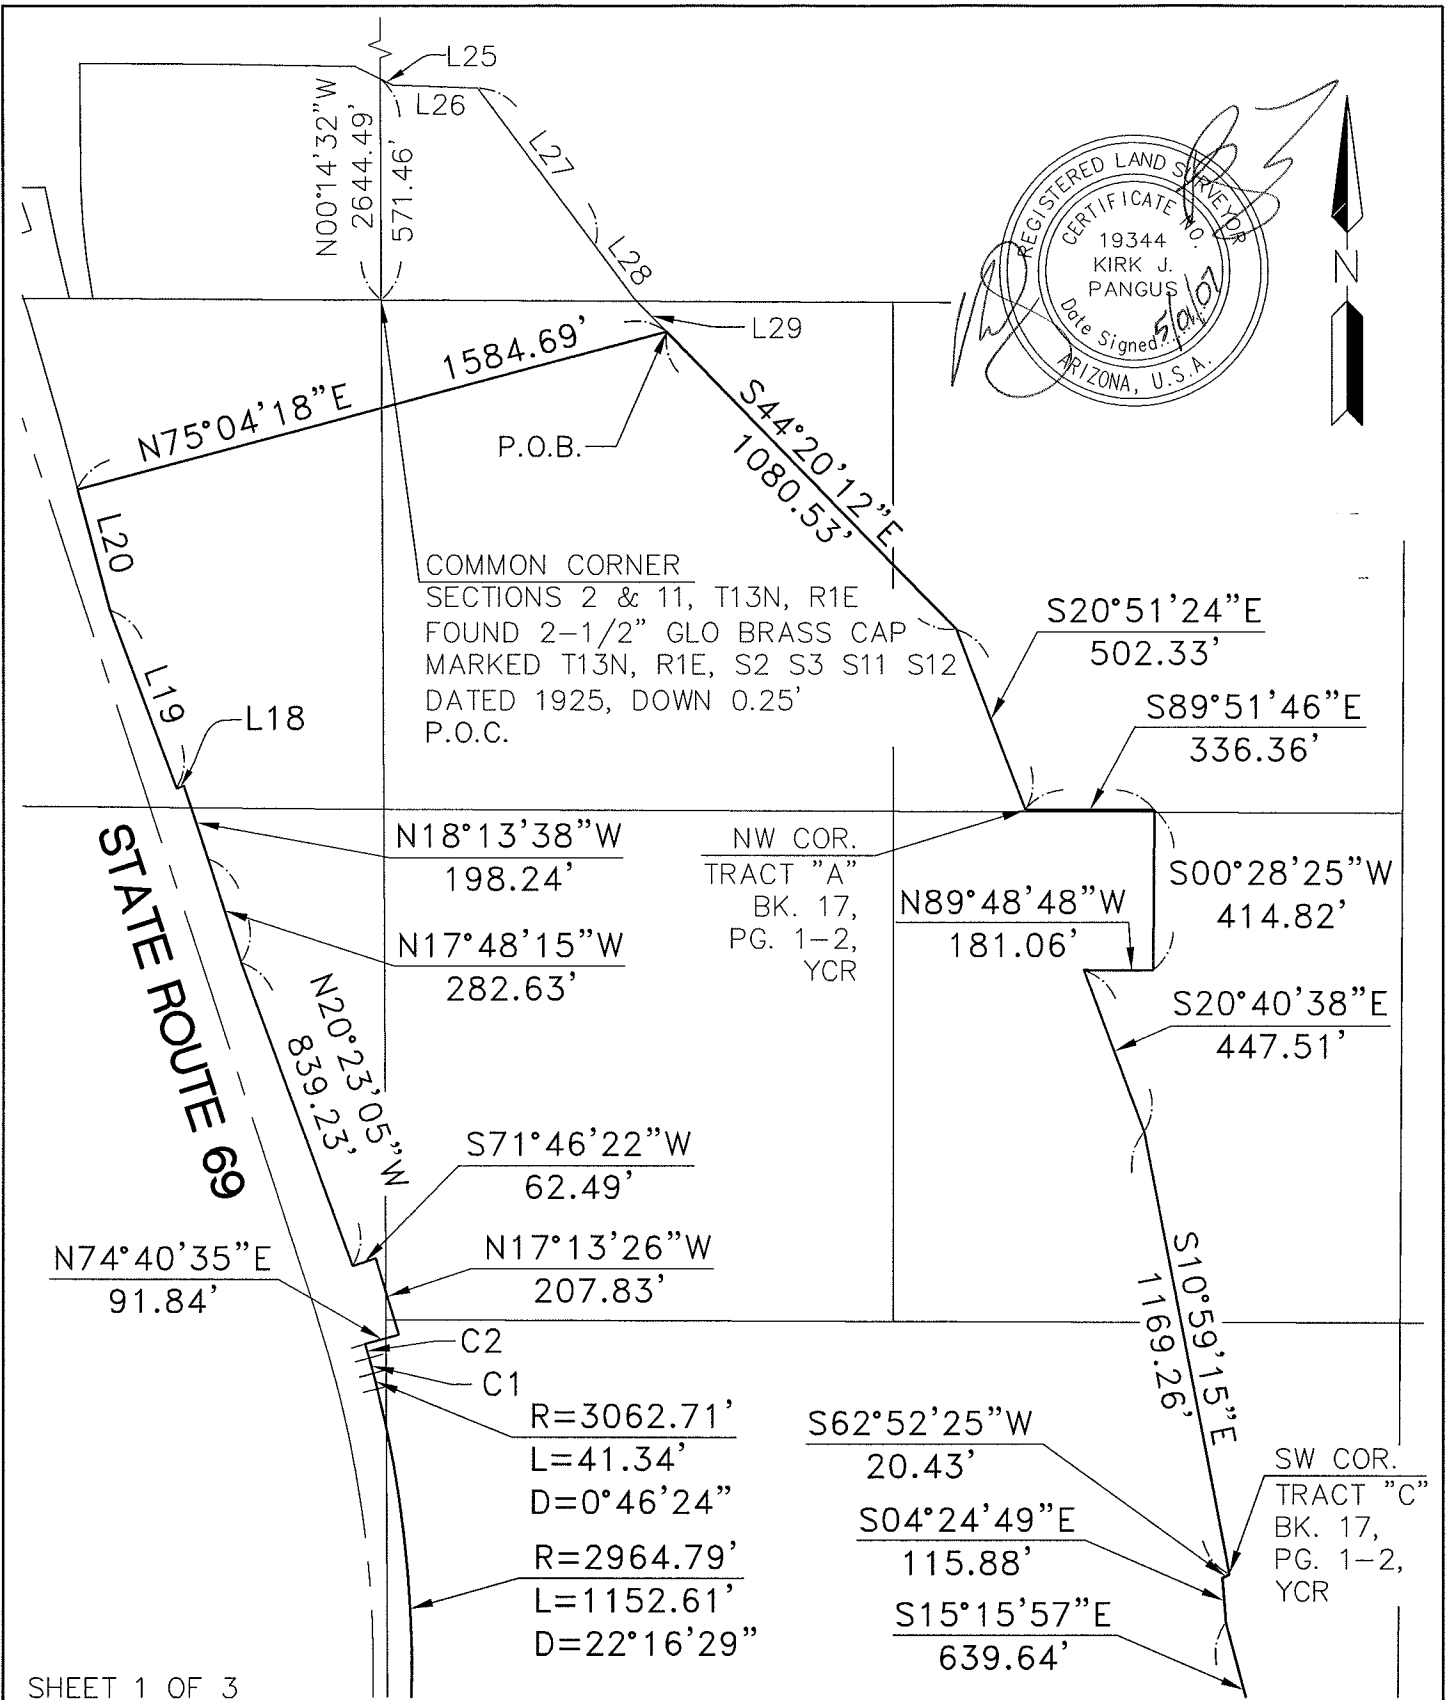 L25
L26
N00°14'32"W
2644.49'
571.46'
L27
L28
L29
REGISTERED LAND SURVEYOR
CERTIFICATE NO.
19344
KIRK J.
PANGUS
Date Signed
ARIZONA, U.S.A.
N
1584.69'
N75°04'18"E
P.O.B.
S44°20'12"E
1080.53'
L20
L19
L18
COMMON CORNER
SECTIONS 2 & 11, T13N, R1E
FOUND 2-1/2" GLO BRASS CAP
MARKED T13N, R1E, S2 S3 S11 S12
DATED 1925, DOWN 0.25'
P.O.C.
S20°51'24"E
502.33'
S89°51'46"E
336.36'
STATE ROUTE 69
N18°13'38"W
198.24'
N17°48'15"W
282.63'
NW COR.
TRACT "A"
BK. 17,
PG. 1-2,
YCR
N89°48'48"W
181.06'
S00°28'25"W
414.82'
S20°40'38"E
447.51'
N20°23'05"W
839.23'
S71°46'22"W
62.49'
N74°40'35"E
91.84'
N17°13'26"W
207.83'
C2
C1
R=3062.71'
L=41.34'
D=0°46'24"
R=2964.79'
L=1152.61'
D=22°16'29"
S10°59'15"E
1169.26'
S62°52'25"W
20.43'
S04°24'49"E
115.88'
S15°15'57"E
639.64'
SW COR.
TRACT "C"
BK. 17,
PG. 1-2,
YCR
SHEET 1 OF 3